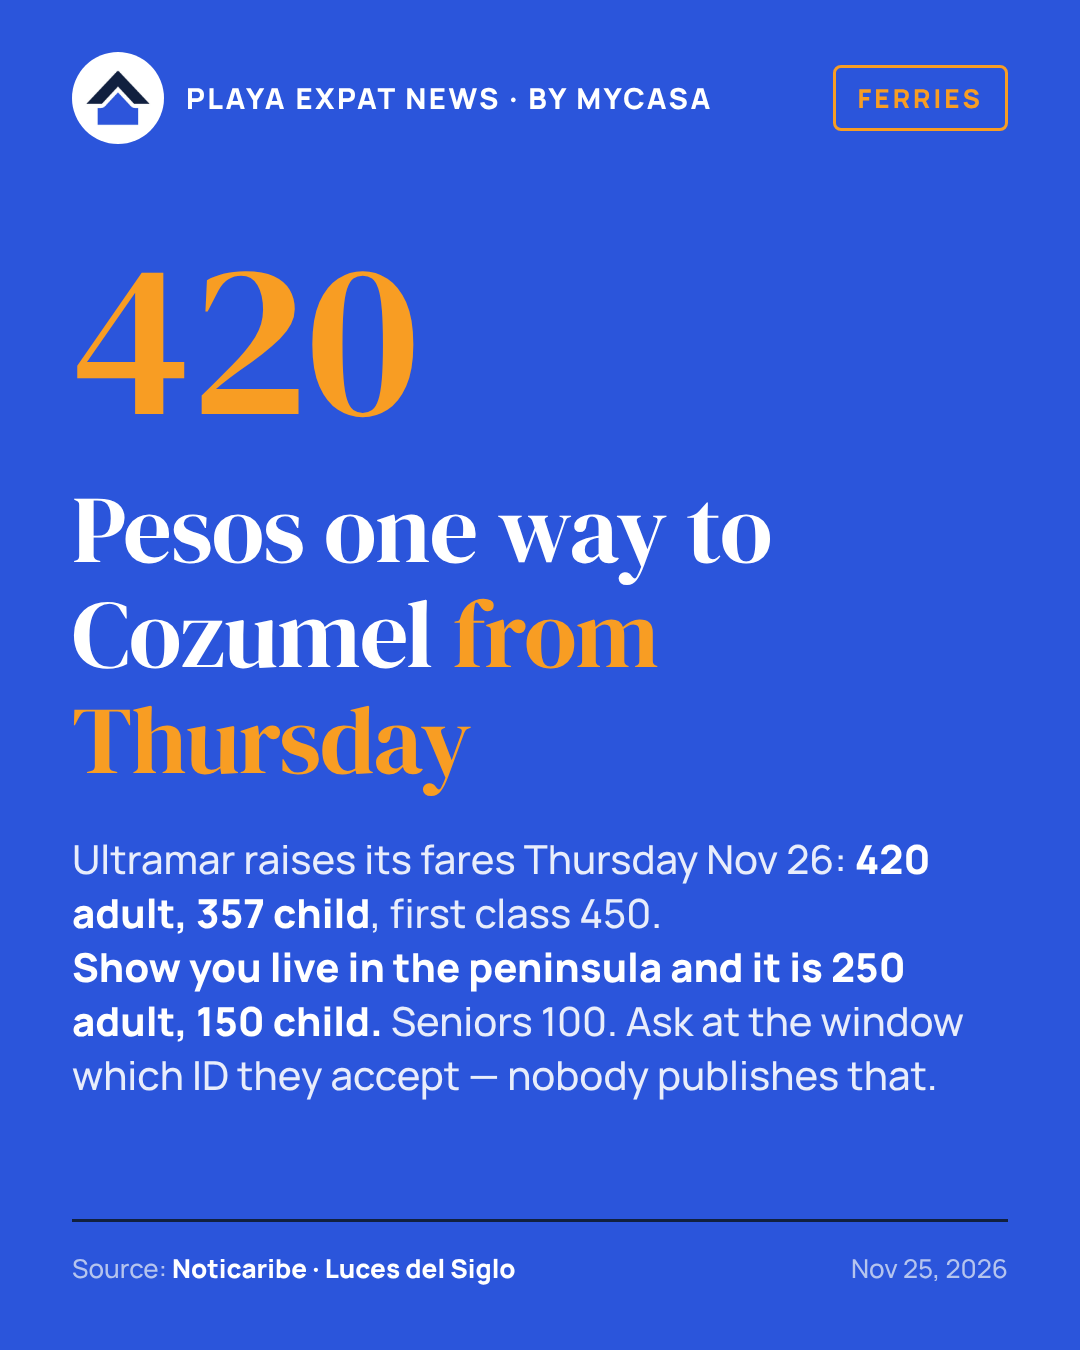 PLAYA EXPAT NEWS · BY MYCASA
FERRIES
420
Pesos one way to
Cozumel from
Thursday
Ultramar raises its fares Thursday Nov 26: 420
adult, 357 child, first class 450.
Show you live in the peninsula and it is 250
adult, 150 child. Seniors 100. Ask at the window
which ID they accept — nobody publishes that.
Source: Noticaribe · Luces del Siglo
Nov 25, 2026